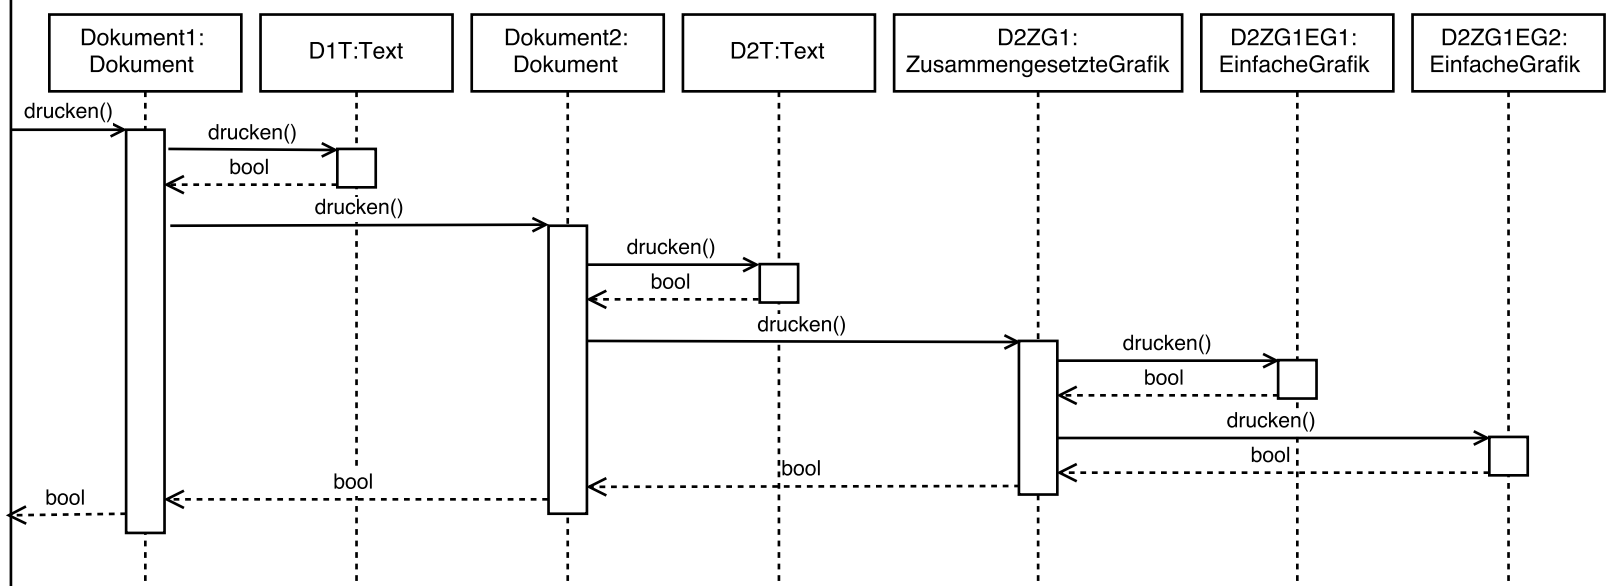 Dokument1:
Dokument
D1T:Text
Dokument2:
Dokument
D2T:Text
D2ZG1:
ZusammengesetzteGrafik
D2ZG1EG1:
EinfacheGrafik
D2ZG1EG2:
EinfacheGrafik
drucken()
drucken()
bool
drucken()
drucken()
bool
drucken()
drucken()
bool
drucken()
bool
bool
bool
bool